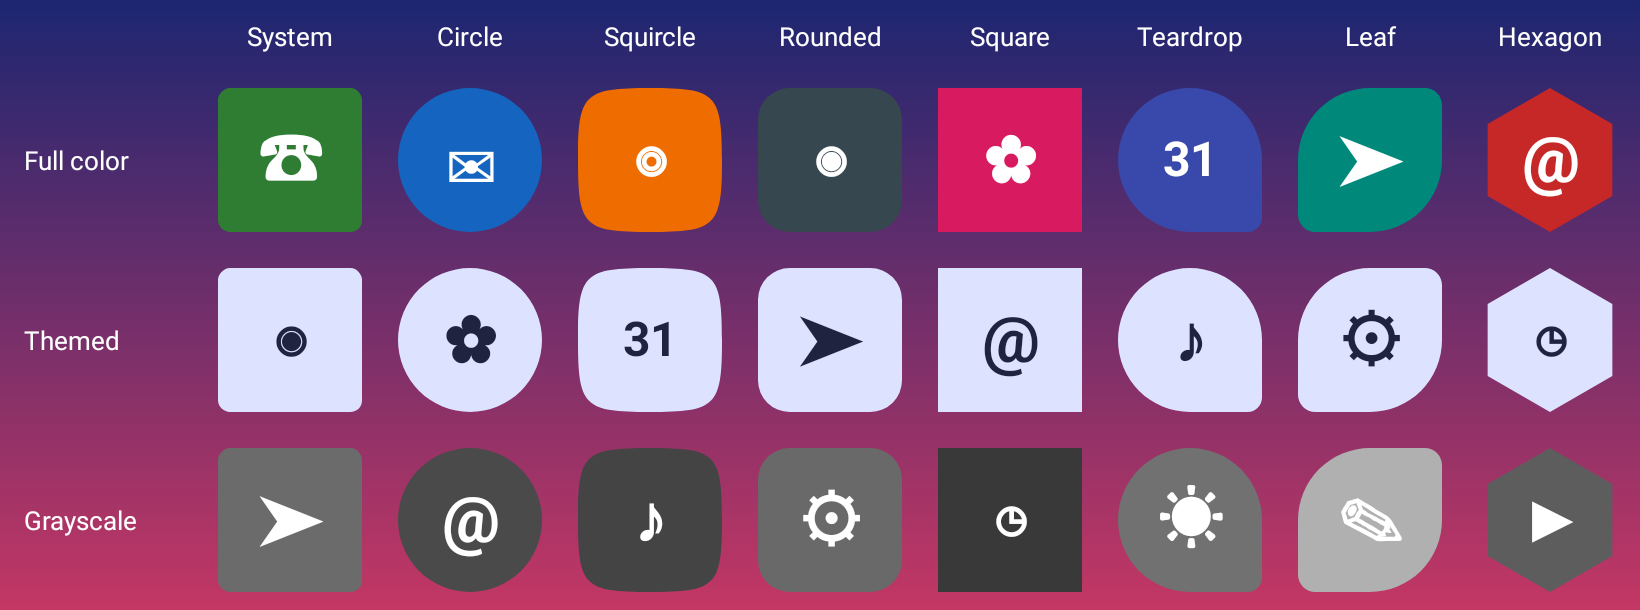 System Circle Squircle Rounded Square Teardrop Leaf Hexagon
Full color 31 @
Themed 31 @
Grayscale @